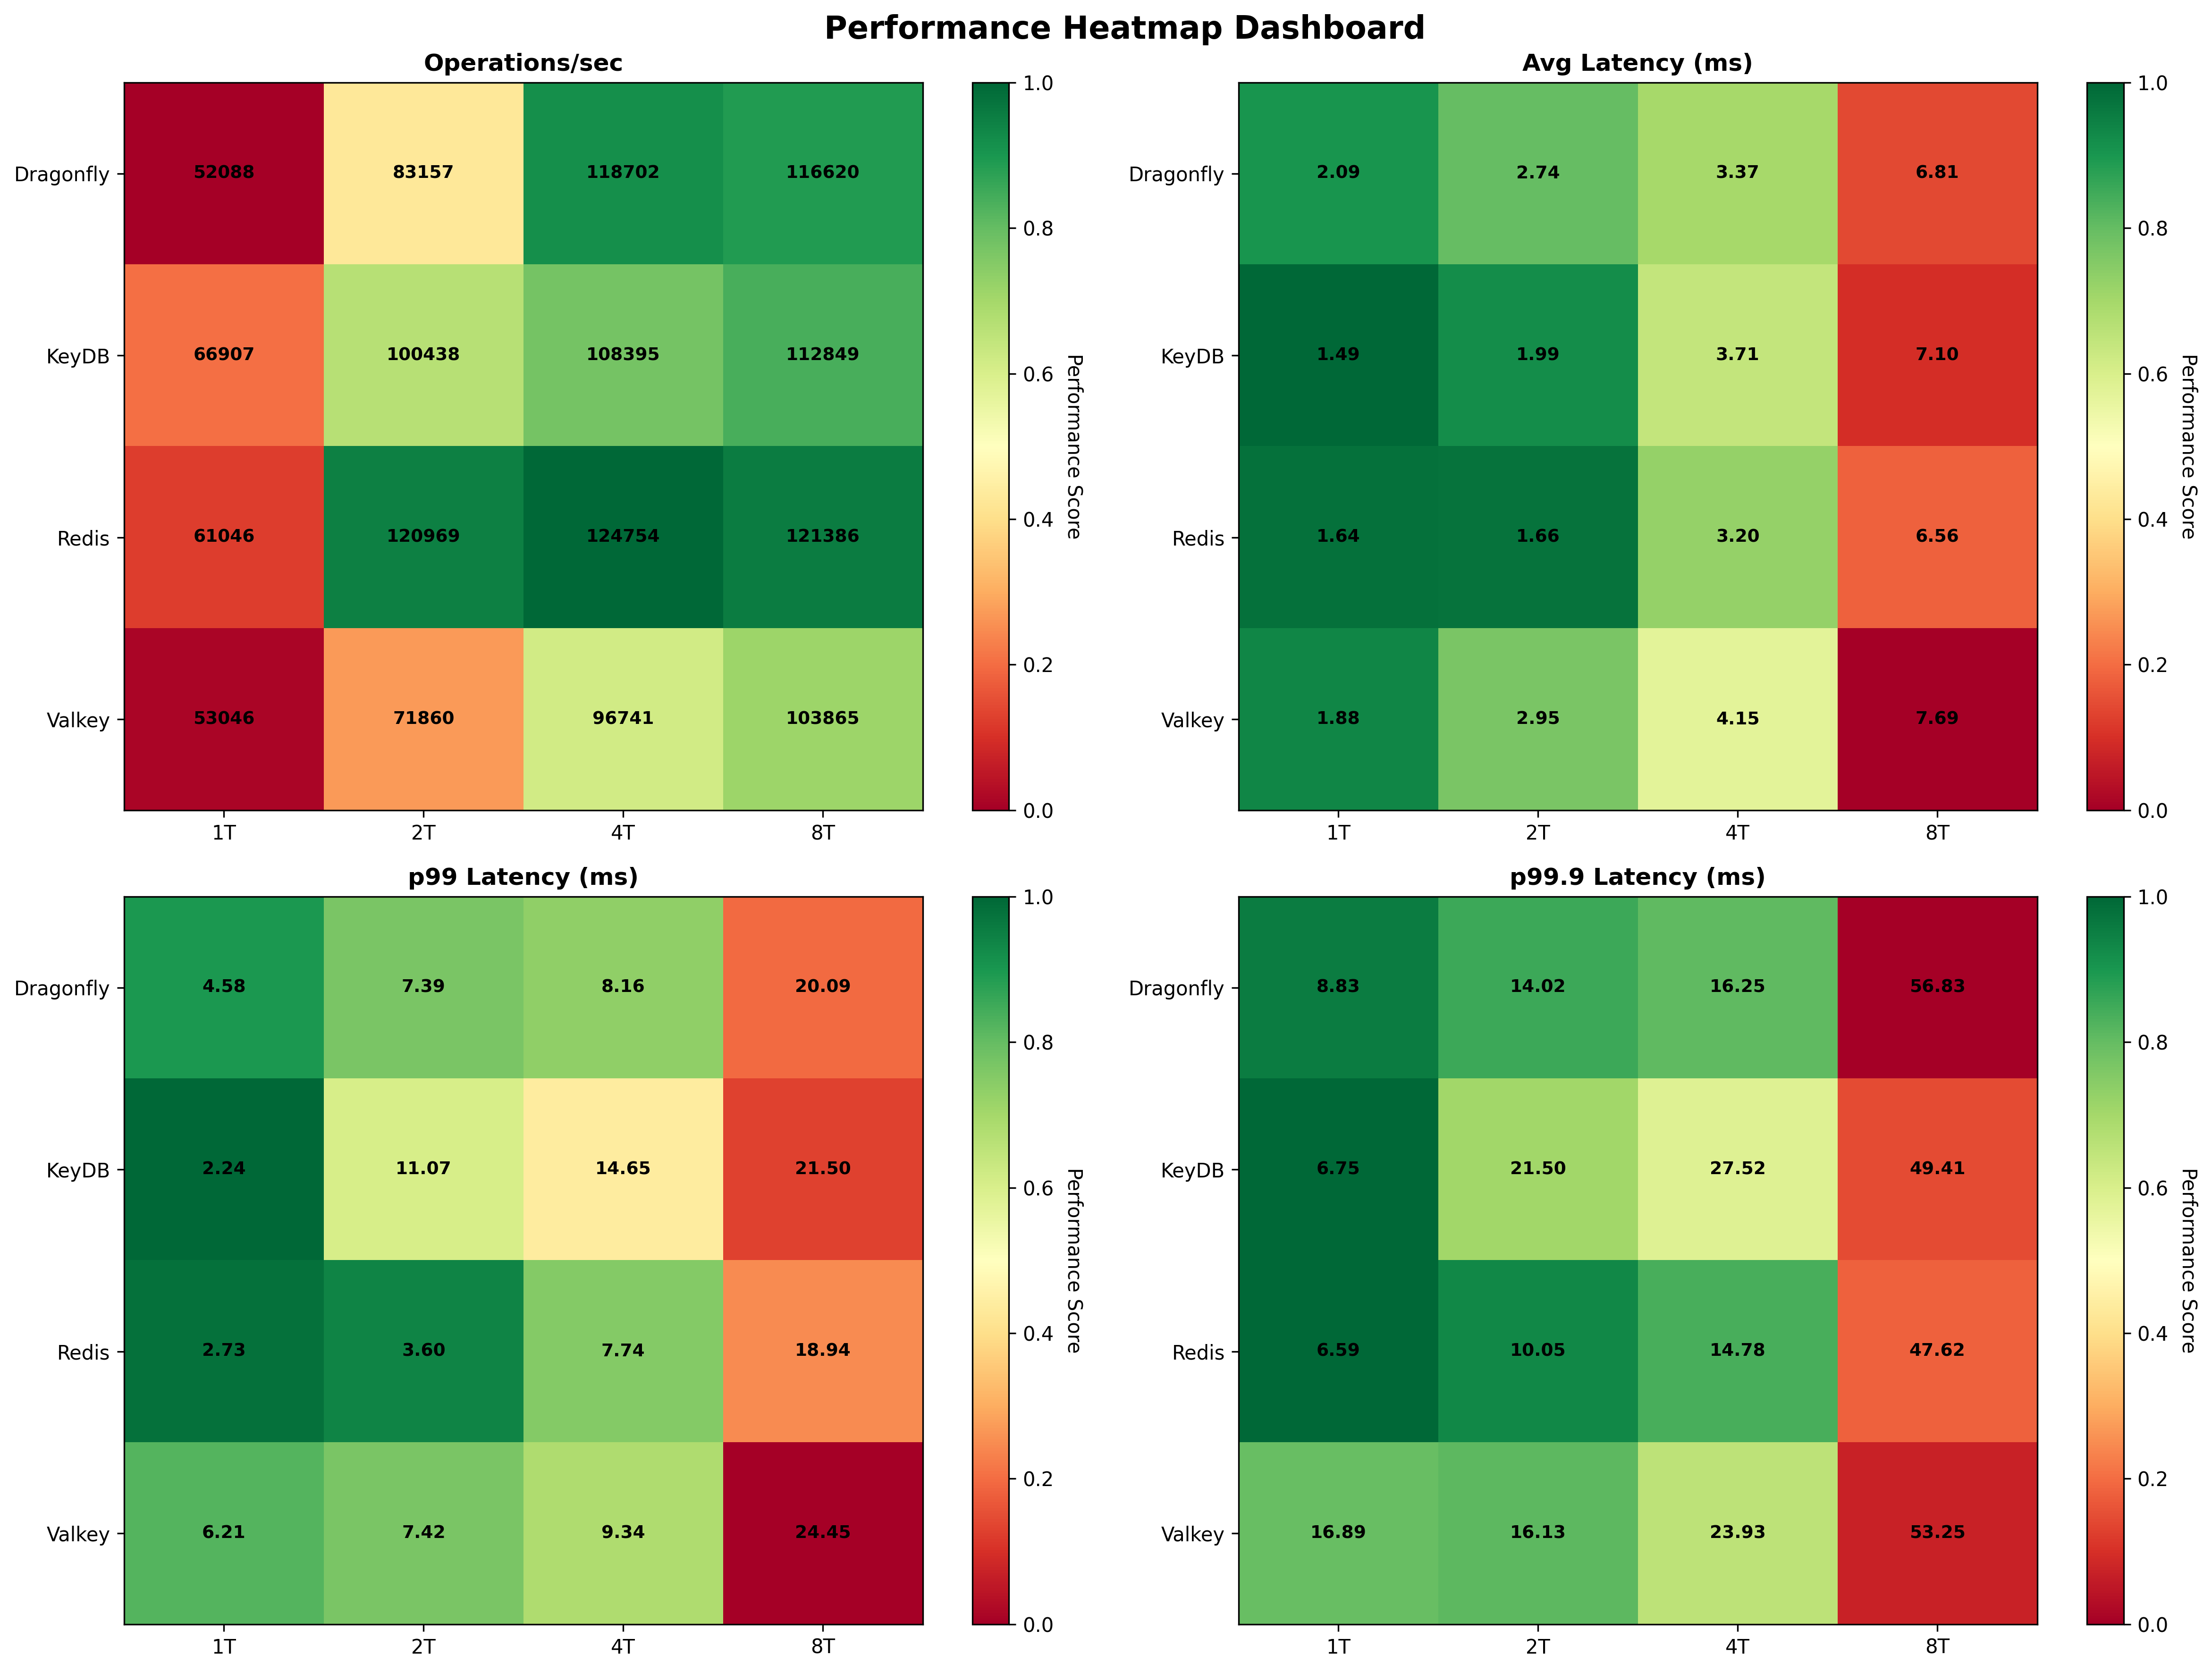 Performance Heatmap Dashboard
Operations/sec
Dragonfly 52088 83157 118702 116620
KeyDB 66907 100438 108395 112849
Redis 61046 120969 124754 121386
Valkey 53046 71860 96741 103865
1T 2T 4T 8T
1.0
0.8
0.6
0.4
0.2
0.0
Performance Score
Avg Latency (ms)
Dragonfly 2.09 2.74 3.37 6.81
KeyDB 1.49 1.99 3.71 7.10
Redis 1.64 1.66 3.20 6.56
Valkey 1.88 2.95 4.15 7.69
1T 2T 4T 8T
1.0
0.8
0.6
0.4
0.2
0.0
Performance Score
p99 Latency (ms)
Dragonfly 4.58 7.39 8.16 20.09
KeyDB 2.24 11.07 14.65 21.50
Redis 2.73 3.60 7.74 18.94
Valkey 6.21 7.42 9.34 24.45
1T 2T 4T 8T
1.0
0.8
0.6
0.4
0.2
0.0
Performance Score
p99.9 Latency (ms)
Dragonfly 8.83 14.02 16.25 56.83
KeyDB 6.75 21.50 27.52 49.41
Redis 6.59 10.05 14.78 47.62
Valkey 16.89 16.13 23.93 53.25
1T 2T 4T 8T
1.0
0.8
0.6
0.4
0.2
0.0
Performance Score